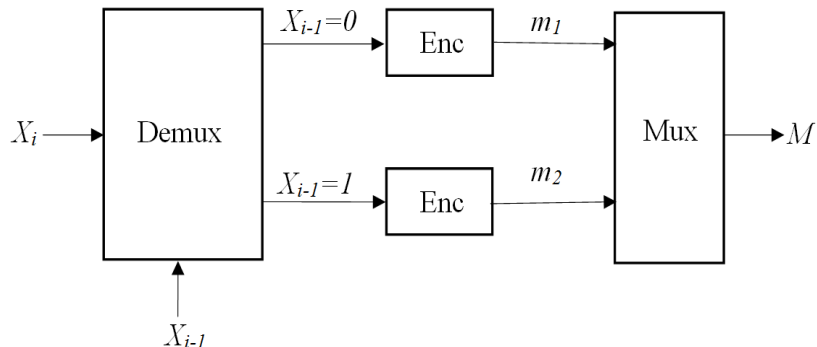 X_{i-1}=0
Enc
m_1
X_i
Demux
Mux
M
X_{i-1}=1
Enc
m_2
X_{i-1}